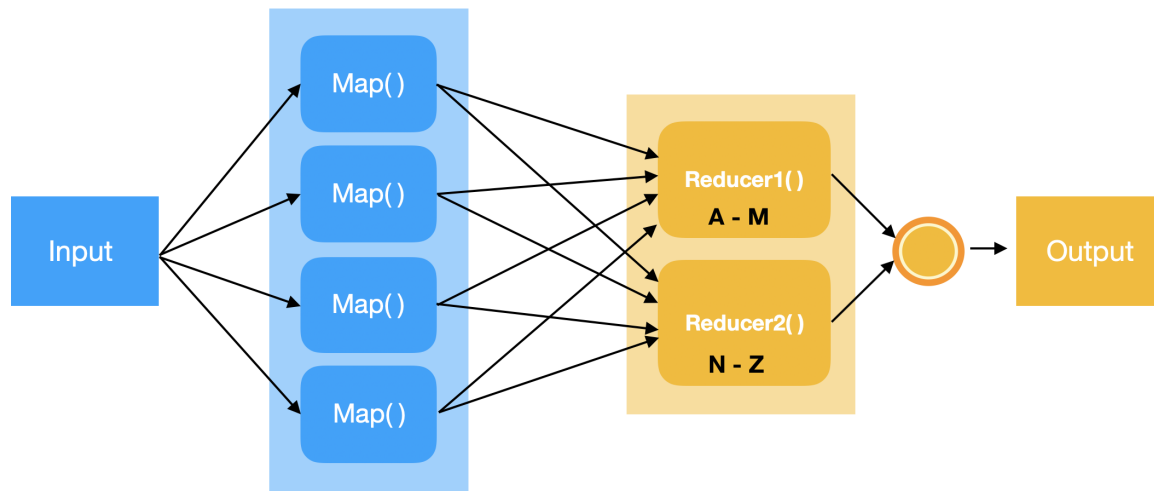 Input
Map( )
Map( )
Map( )
Map( )
Reducer1( )
A - M
Reducer2( )
N - Z
Output